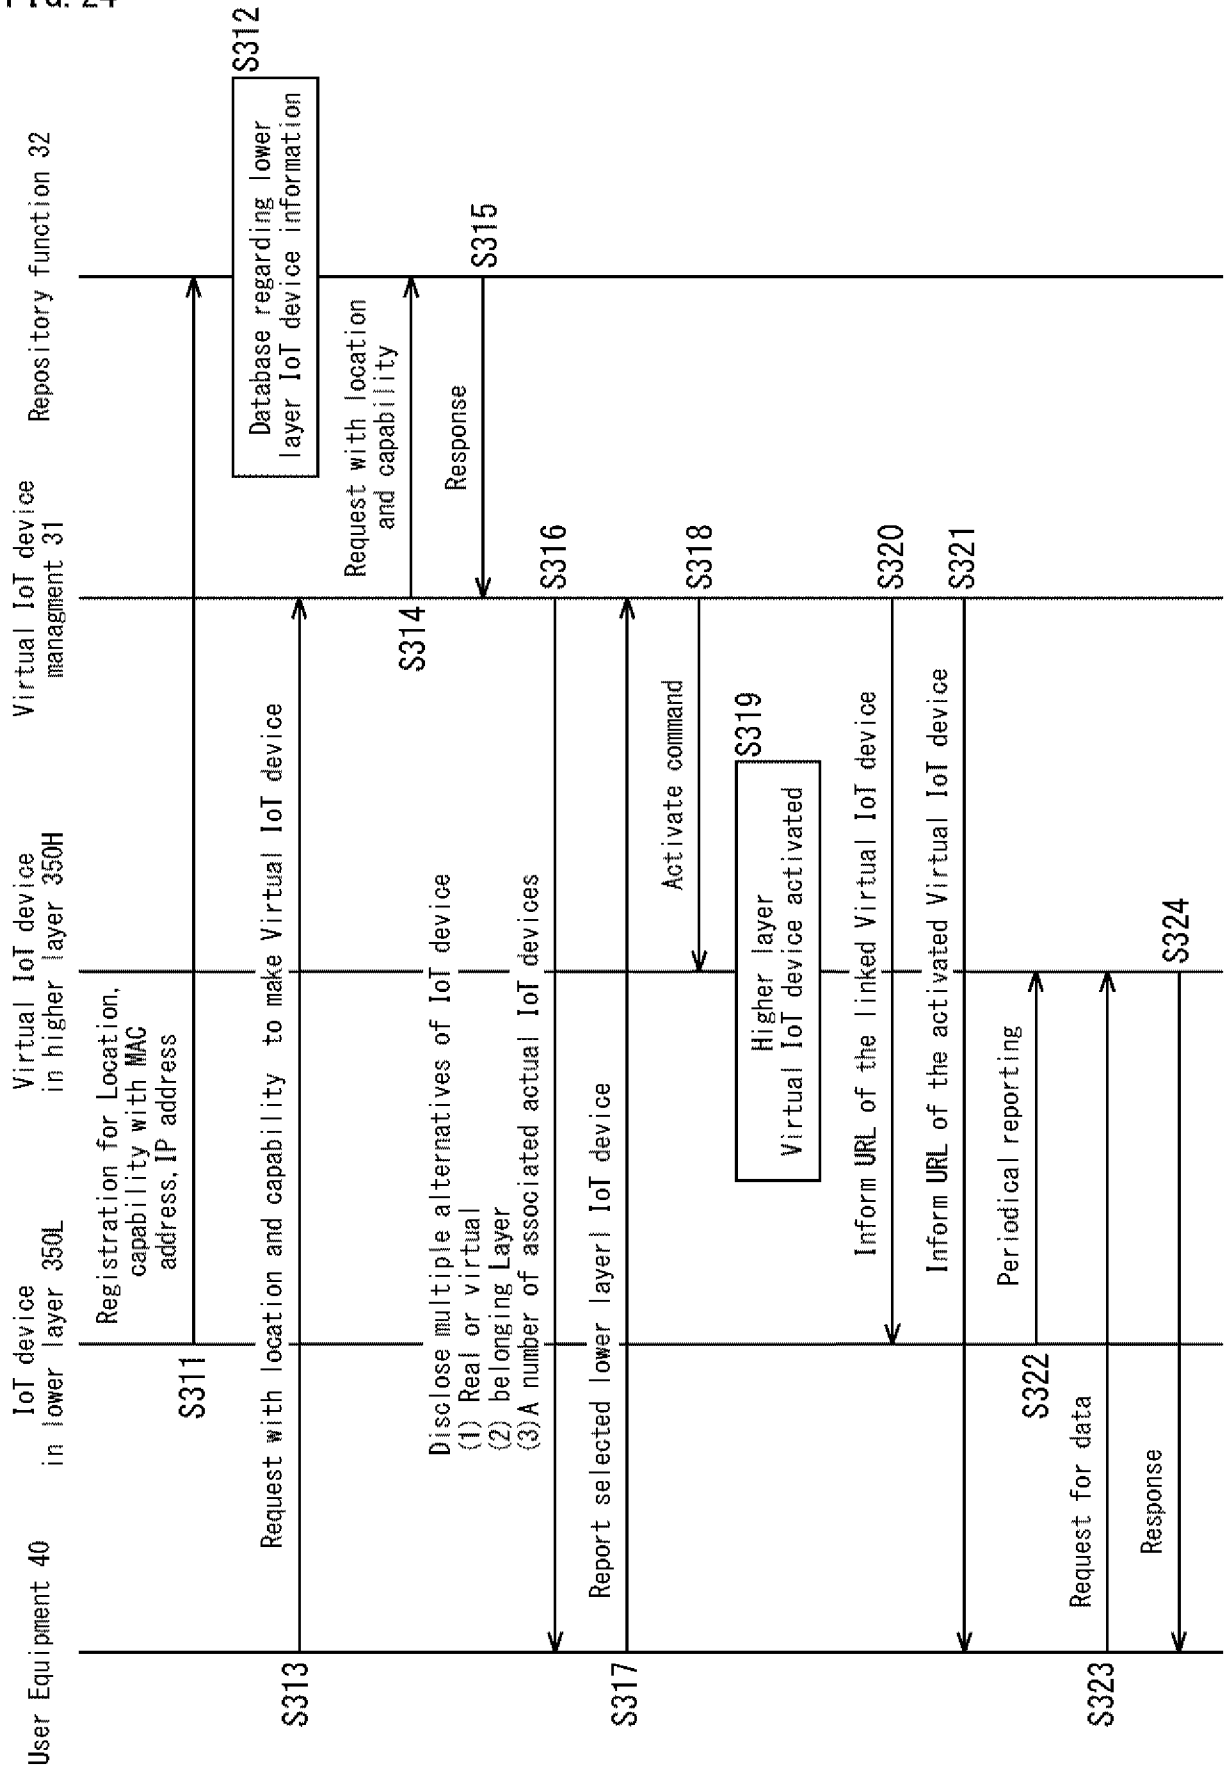 FIG. 24
User Equipment 40
IoT device
in lower layer 350L
Virtual IoT device
in higher layer 350H
Virtual IoT device
managment 31
Repository function 32
S311
Registration for Location,
capability with MAC
address, IP address
S312
Database regarding lower
layer IoT device information
S313
Request with location and capability to make Virtual IoT device
S314
Request with location
and capability
S315
Response
S316
Disclose multiple alternatives of IoT device
(1) Real or virtual
(2) belonging Layer
(3)A number of associated actual IoT devices
S317
Report selected lower layerl IoT device
S318
Activate command
S319
Higher layer
Virtual IoT device activated
S320
Inform URL of the linked Virtual IoT device
S321
Inform URL of the activated Virtual IoT device
S322
Periodical reporting
S323
Request for data
S324
Response